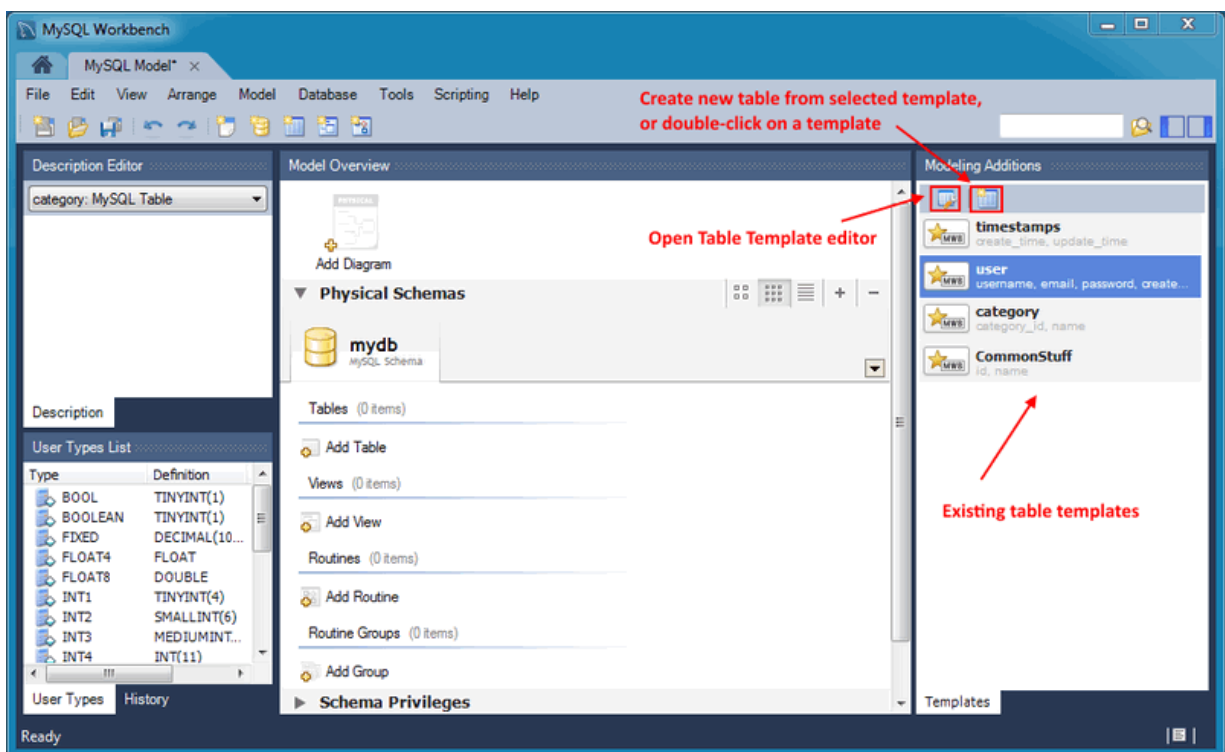 MySQL Workbench
MySQL Model* ×
File Edit View Arrange Model Database Tools Scripting Help
Create new table from selected template,
or double-click on a template
Description Editor
category: MySQL Table
Description
User Types List
Type Definition
BOOL TINYINT(1)
BOOLEAN TINYINT(1)
FIXED DECIMAL(10...
FLOAT4 FLOAT
FLOAT8 DOUBLE
INT1 TINYINT(4)
INT2 SMALLINT(6)
INT3 MEDIUMINT...
INT4 INT(11)
User Types History
Model Overview
PHYSICAL
Add Diagram
Open Table Template editor
Physical Schemas
mydb
MySQL Schema
Tables (0 items)
Add Table
Views (0 items)
Add View
Routines (0 items)
Add Routine
Routine Groups (0 items)
Add Group
Schema Privileges
Modeling Additions
MWB timestamps
create_time, update_time
MWB user
username, email, password, create...
MWB category
category_id, name
MWB CommonStuff
id, name
Existing table templates
Templates
Ready